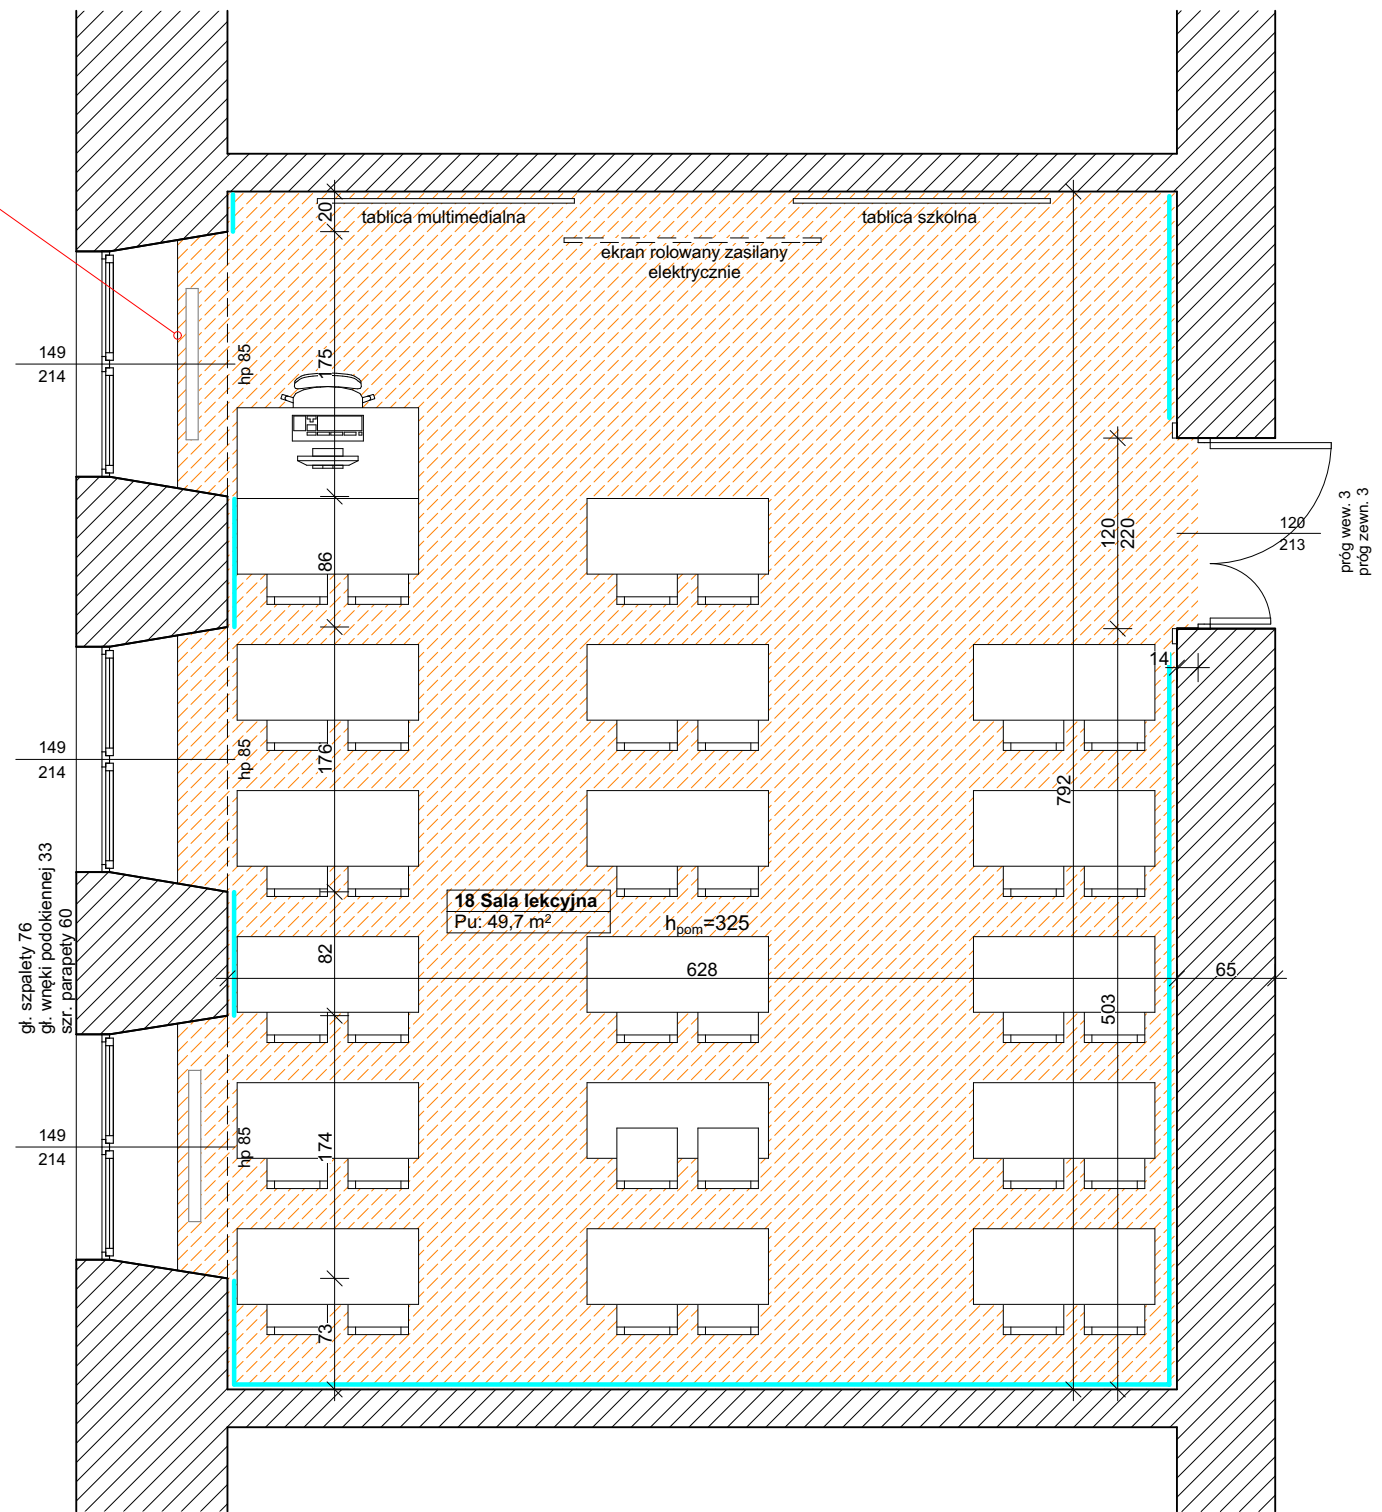 20
tablica multimedialna
tablica szkolna
ekran rolowany zasilany
elektrycznie
149
214
hp 85
175
120
220
120
213
próg wew. 3
próg zewn. 3
86
14
149
214
hp 85
176
792
gł. szpalety 76
gł. wnęki podokiennej 33
szr. parapety 60
18 Sala lekcyjna
Pu: 49,7 m²
hpom=325
82
628
65
503
149
214
hp 85
174
73